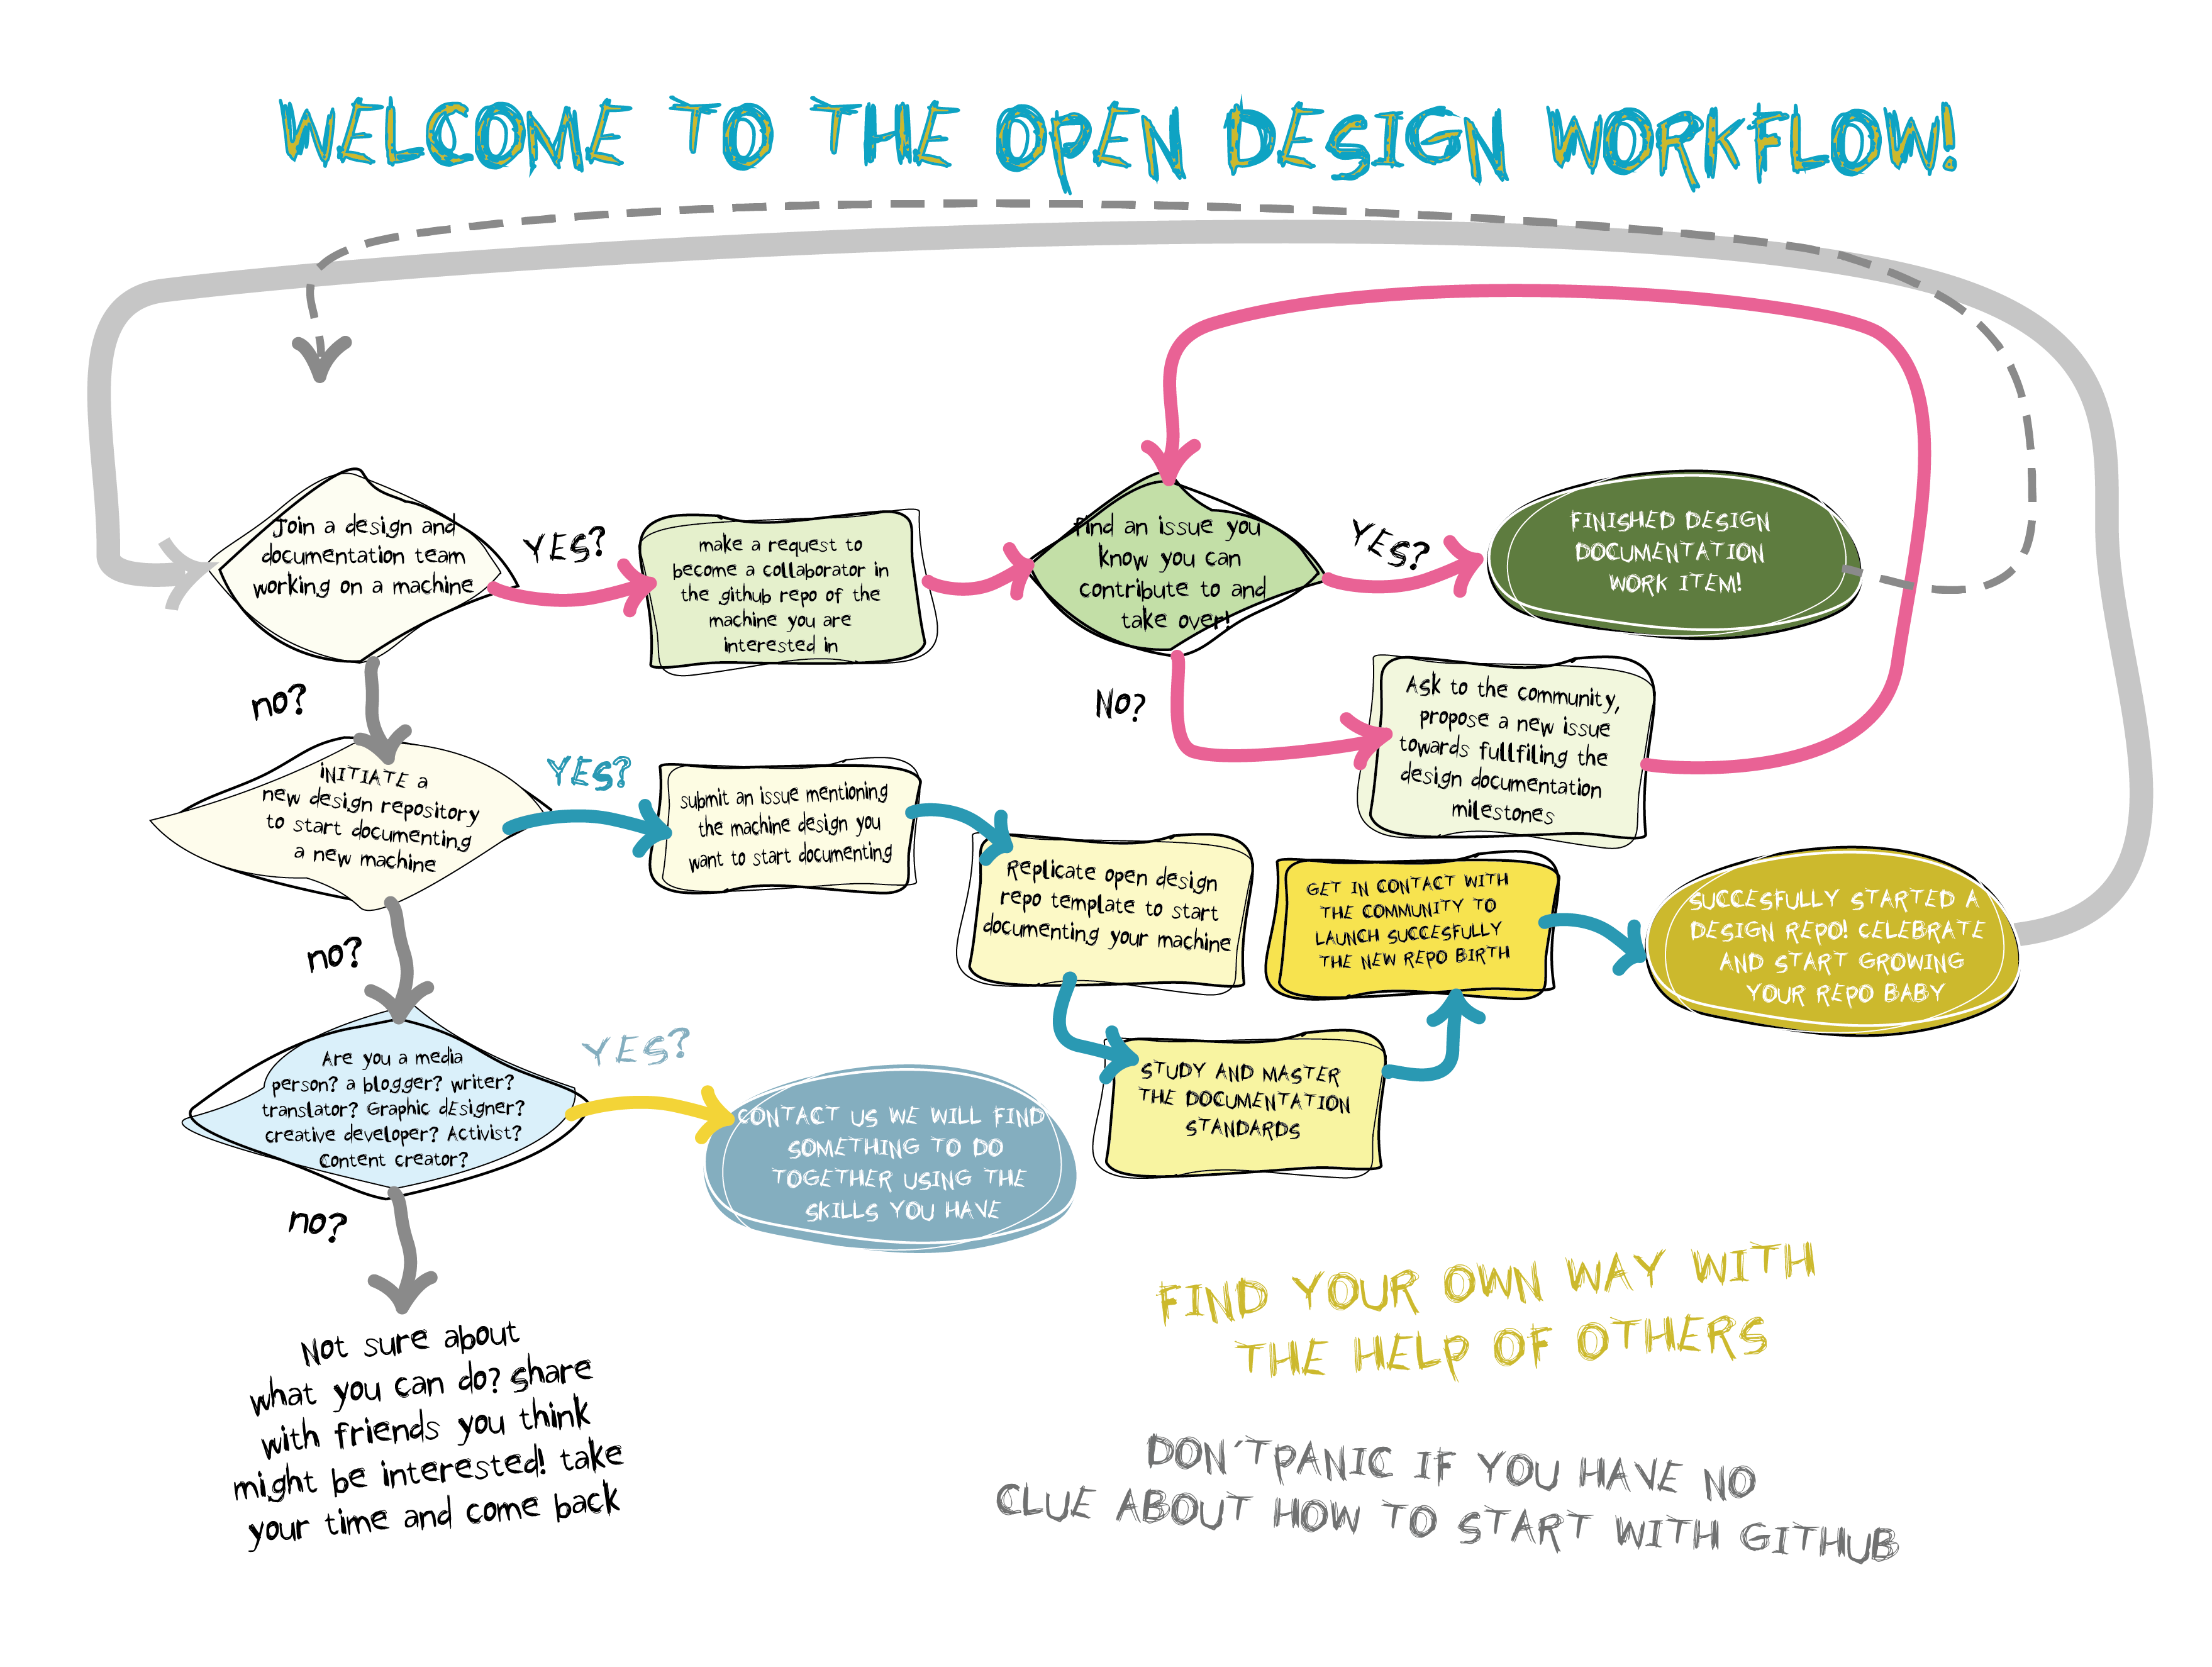 WELCOME TO THE OPEN DESIGN WORKFLOW!
Join a design and
documentation team
working on a machine
YES?
make a request to
become a collaborator in
the github repo of the
machine you are
interested in
find an issue you
know you can
contribute to and
take over!
YES?
FINISHED DESIGN
DOCUMENTATION
WORK ITEM!
no?
No?
Ask to the community,
propose a new issue
towards fullfiling the
design documentation
milestones
iNITIATE a
new design repository
to start documenting
a new machine
YES?
submit an issue mentioning
the machine design you
want to start documenting
Replicate open design
repo template to start
documenting your machine
GET IN CONTACT WITH
THE COMMUNITY TO
LAUNCH SUCCESFULLY
THE NEW REPO BIRTH
SUCCESFULLY STARTED A
DESIGN REPO! CELEBRATE
AND START GROWING
YOUR REPO BABY
no?
Are you a media
person? a blogger? writer?
translator? Graphic dEsigner?
creative developer? Activist?
Content creator?
YES?
CONTACT US WE WILL FIND
SOMETHING TO DO
TOGETHER USING THE
SKILLS YOU HAVE
STUDY AND MASTER
THE DOCUMENTATION
STANDARDS
no?
Not sure about
what you can do? share
with friends you think
might be interested! take
your time and come back
FIND YOUR OWN WAY WITH
THE HELP OF OTHERS
DON´TPANIC IF YOU HAVE NO
CLUE ABOUT HOW TO START WITH GITHUB